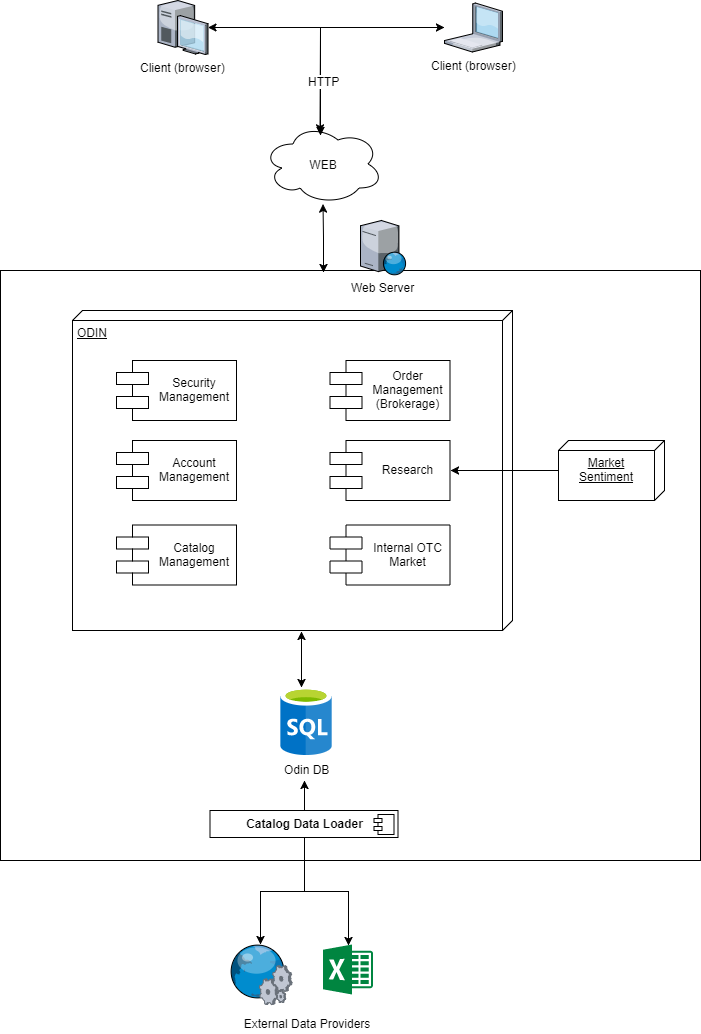 Client (browser)
Client (browser)
HTTP
WEB
Web Server
ODIN
Security
Management
Order
Management
(Brokerage)
Account
Management
Research
Market
Sentiment
Catalog
Management
Internal OTC
Market
SQL
Odin DB
Catalog Data Loader
X
External Data Providers